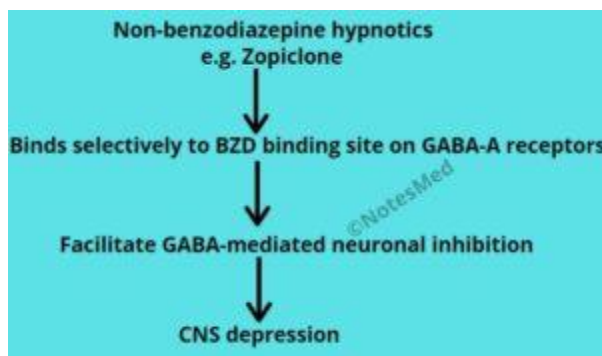 Non-benzodiazepine hypnotics
e.g. Zopiclone
Binds selectively to BZD binding site on GABA-A receptors
©NotesMed
Facilitate GABA-mediated neuronal inhibition
CNS depression